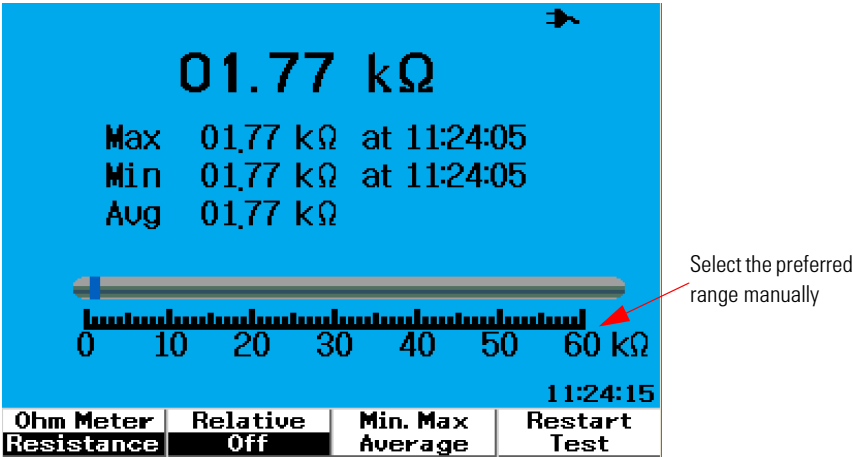 01.77 kΩ
Max 01.77 kΩ at 11:24:05
Min 01.77 kΩ at 11:24:05
Avg 01.77 kΩ
Select the preferred
range manually
0 10 20 30 40 50 60 kΩ
11:24:15
Ohm Meter Relative Min. Max Restart
Resistance Off Average Test